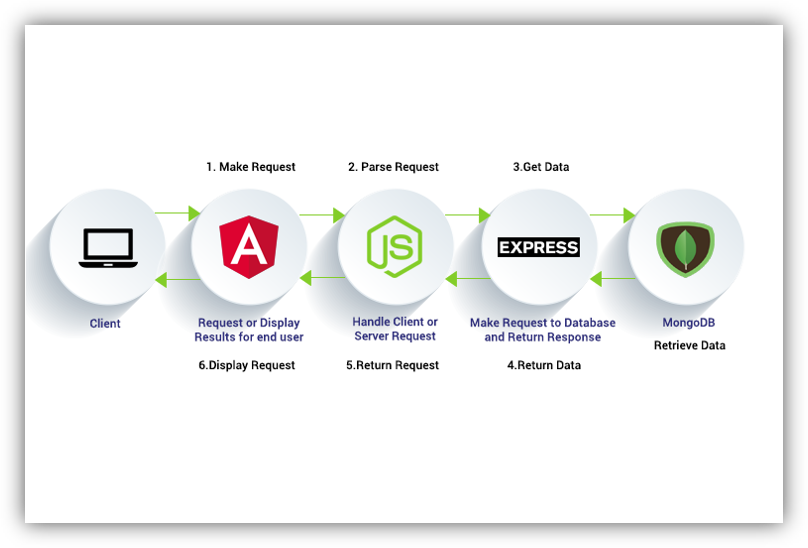 1. Make Request
2. Parse Request
3.Get Data
A
JS
EXPRESS
Client
Request or Display
Results for end user
Handle Client or
Server Request
Make Request to Database
and Return Response
MongoDB
Retrieve Data
6.Display Request
5.Return Request
4.Return Data